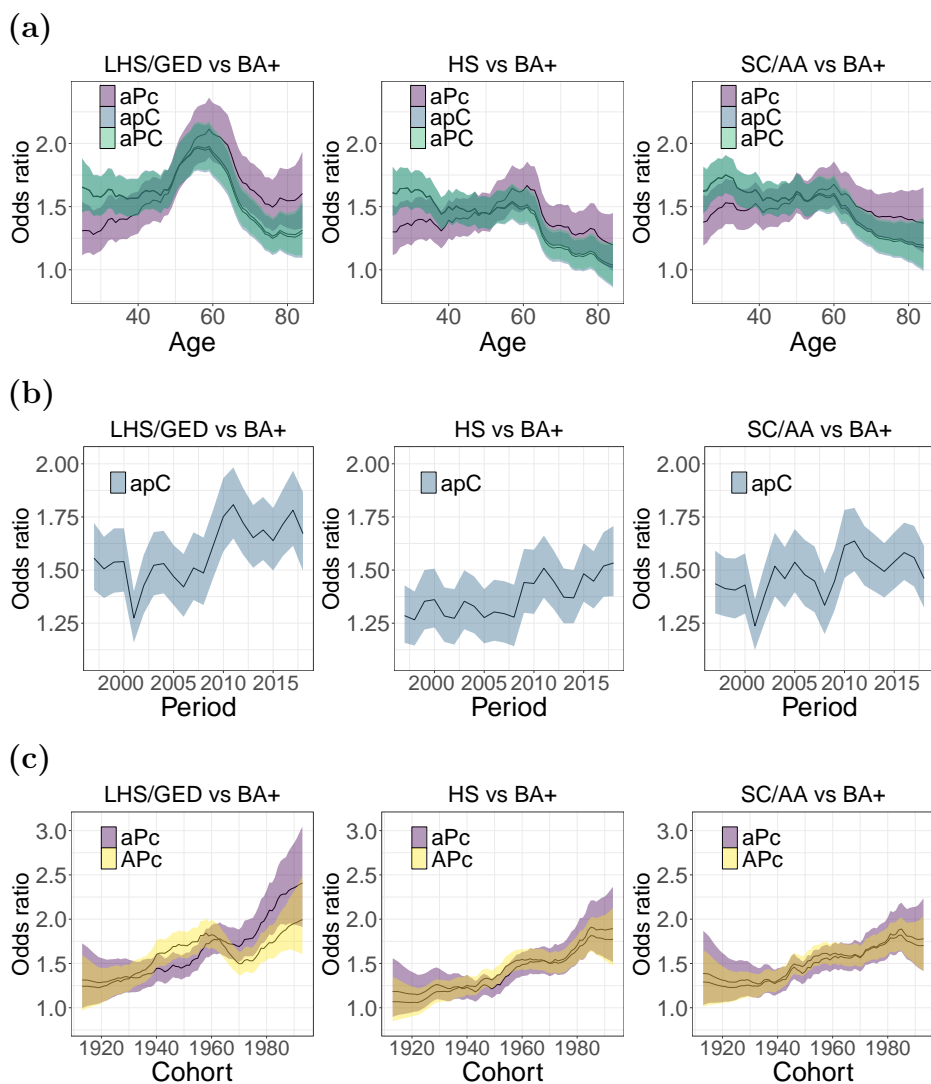 (a)
LHS/GED vs BA+ HS vs BA+ SC/AA vs BA+
aPc aPc aPc
apC apC apC
aPC aPC aPC
Odds ratio Odds ratio Odds ratio
2.0 2.0 2.0
1.5 1.5 1.5
1.0 1.0 1.0
40 60 80 40 60 80 40 60 80
Age Age Age
(b)
LHS/GED vs BA+ HS vs BA+ SC/AA vs BA+
apC apC apC
Odds ratio Odds ratio Odds ratio
2.00 2.00 2.00
1.75 1.75 1.75
1.50 1.50 1.50
1.25 1.25 1.25
2000 2005 2010 2015 2000 2005 2010 2015 2000 2005 2010 2015
Period Period Period
(c)
LHS/GED vs BA+ HS vs BA+ SC/AA vs BA+
aPc aPc aPc
APc APc APc
Odds ratio Odds ratio Odds ratio
3.0 3.0 3.0
2.5 2.5 2.5
2.0 2.0 2.0
1.5 1.5 1.5
1.0 1.0 1.0
1920 1940 1960 1980 1920 1940 1960 1980 1920 1940 1960 1980
Cohort Cohort Cohort